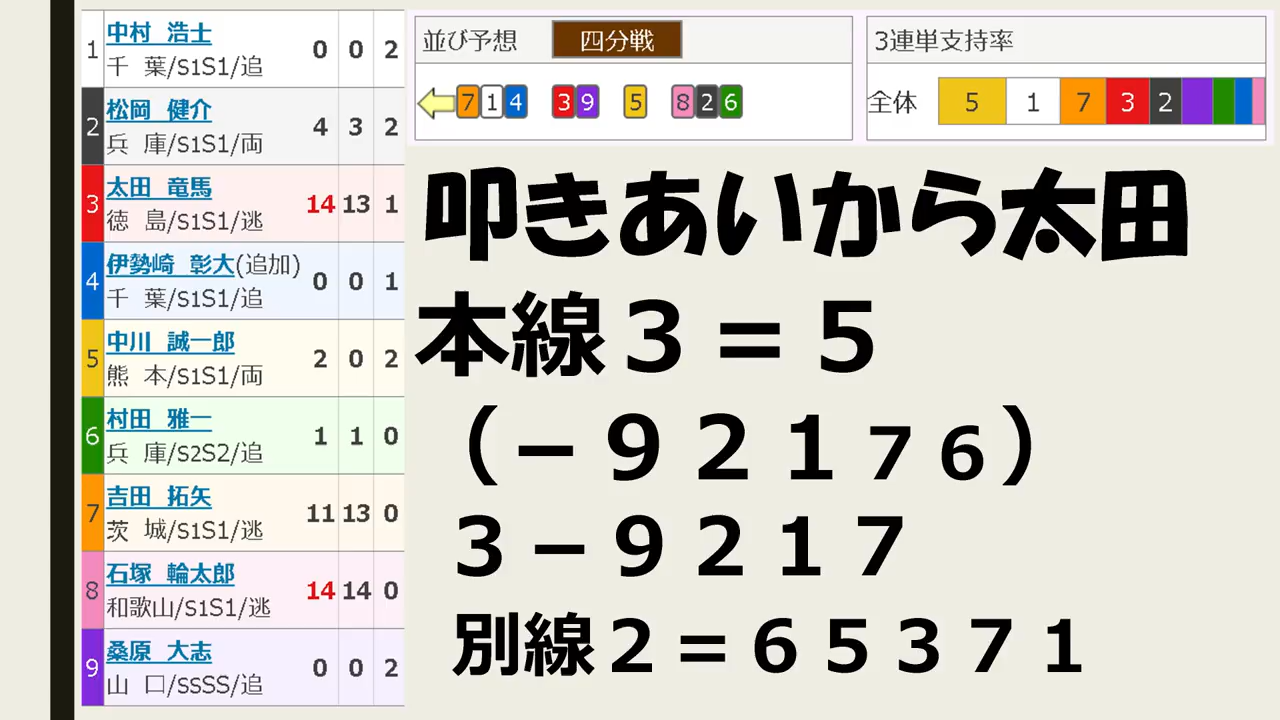 1 中村 浩士 0 0 2
千 葉/S1S1/追
2 松岡 健介 4 3 2
兵 庫/S1S1/両
3 太田 竜馬 14 13 1
徳 島/S1S1/逃
4 伊勢崎 彰大(追加) 0 0 1
千 葉/S1S1/追
5 中川 誠一郎 2 0 2
熊 本/S1S1/両
6 村田 雅一 1 1 0
兵 庫/S2S2/追
7 吉田 拓矢 11 13 0
茨 城/S1S1/逃
8 石塚 輪太郎 14 14 0
和歌山/S1S1/逃
9 桑原 大志 0 0 2
山 口/SSSS/追
並び予想 四分戦
7 1 4 3 9 5 8 2 6
3連単支持率
全体 5 1 7 3 2
叩きあいから太田
本線3=5
(-92176)
3-9217
別線2=65371